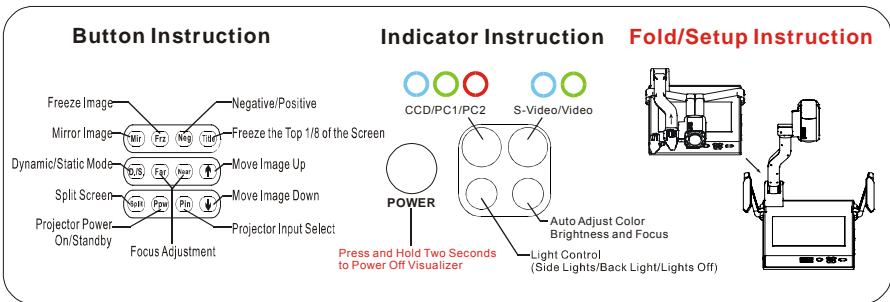 Button Instruction
Freeze Image
Negative/Positive
Mirror Image
Mir
Frz
Neg
Title
Freeze the Top 1/8 of the Screen
Dynamic/Static Mode
D./S.
Far
Near
Move Image Up
Split Screen
Split
Ppw
Pin
Move Image Down
Projector Power
On/Standby
Focus Adjustment
Projector Input Select
Indicator Instruction
CCD/PC1/PC2
S-Video/Video
POWER
Press and Hold Two Seconds
to Power Off Visualizer
Auto Adjust Color
Brightness and Focus
Light Control
(Side Lights/Back Light/Lights Off)
Fold/Setup Instruction